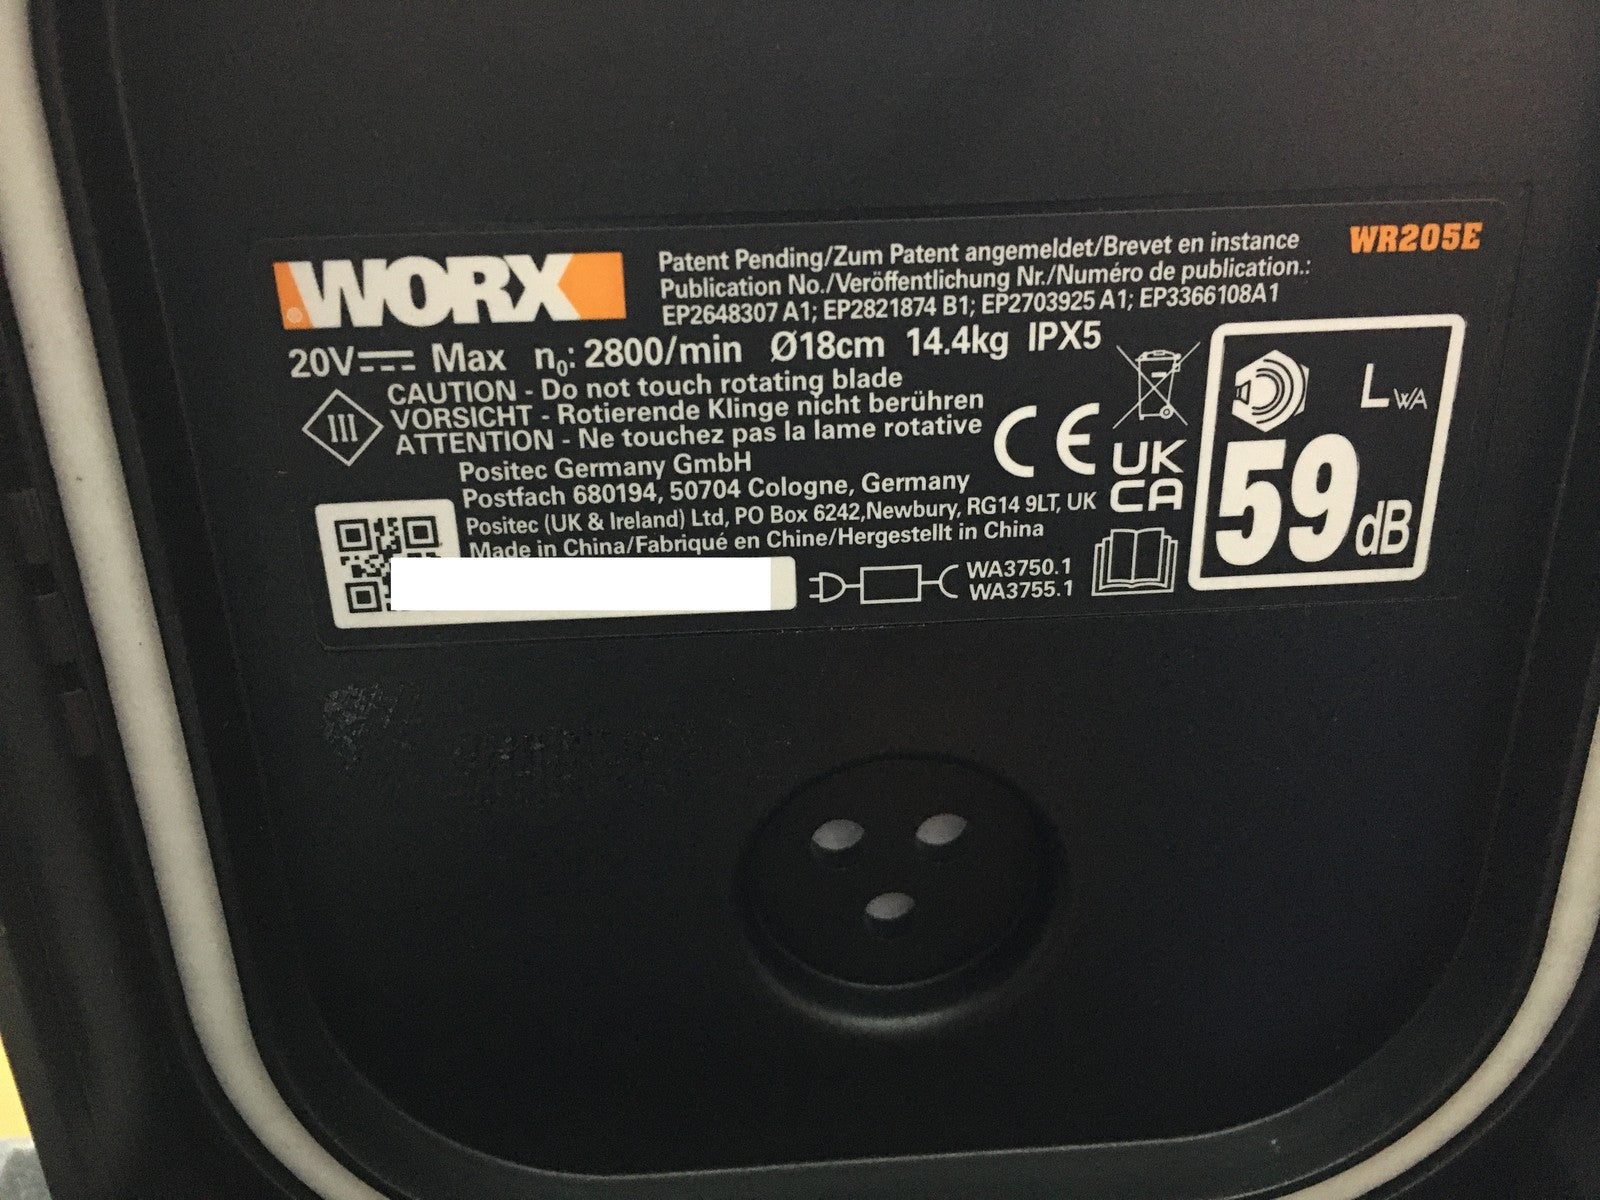 WORX
Patent Pending/Zum Patent angemeldet/Brevet en instance
Publication No./Veröffentlichung Nr./Numéro de publication.:
EP2648307 A1; EP2821874 B1; EP2703925 A1; EP3366108A1
WR205E
20V Max n0: 2800/min Ø18cm 14.4kg IPX5
III
CAUTION - Do not touch rotating blade
VORSICHT - Rotierende Klinge nicht berühren
ATTENTION - Ne touchez pas la lame rotative
Positec Germany GmbH
Postfach 680194, 50704 Cologne, Germany
Positec (UK & Ireland) Ltd, PO Box 6242,Newbury, RG14 9LT, UK
Made in China/Fabriqué en Chine/Hergestellt in China
WA3750.1
WA3755.1
CE
UK
CA
LWA
59dB